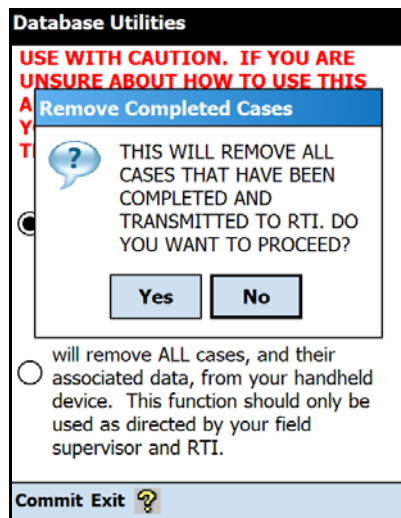 Database Utilities
USE WITH CAUTION. IF YOU ARE
UNSURE ABOUT HOW TO USE THIS
Remove Completed Cases
THIS WILL REMOVE ALL
CASES THAT HAVE BEEN
COMPLETED AND
TRANSMITTED TO RTI. DO
YOU WANT TO PROCEED?
Yes No
will remove ALL cases, and their
associated data, from your handheld
device. This function should only be
used as directed by your field
supervisor and RTI.
Commit Exit